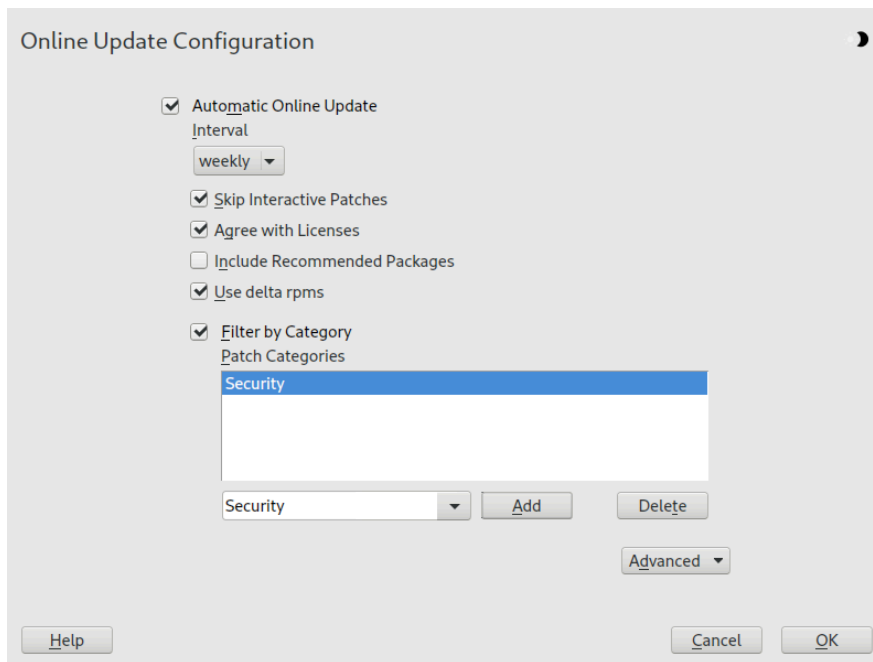 Online Update Configuration
Automatic Online Update
Interval
weekly
Skip Interactive Patches
Agree with Licenses
Include Recommended Packages
Use delta rpms
Filter by Category
Patch Categories
Security
Security Add Delete
Advanced
Help Cancel OK